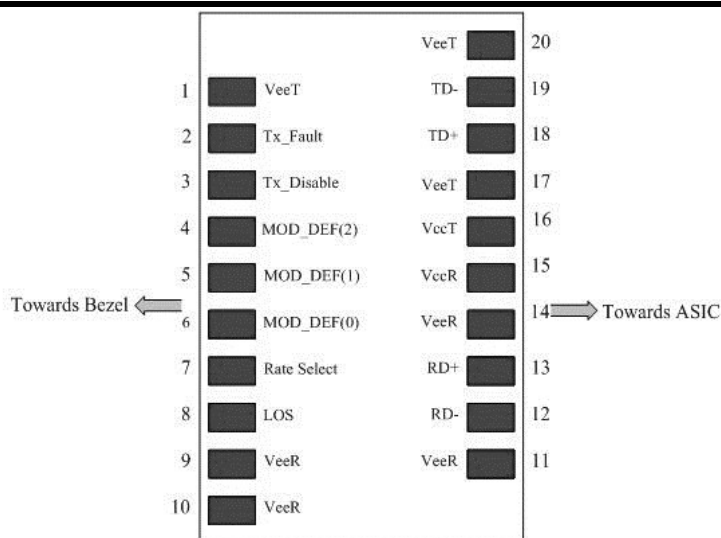 VeeT 20
1 VeeT TD- 19
2 Tx_Fault TD+ 18
3 Tx_Disable VeeT 17
4 MOD_DEF(2) VccT 16
5 MOD_DEF(1) VccR 15
Towards Bezel
6 MOD_DEF(0) VeeR 14 Towards ASIC
7 Rate Select RD+ 13
8 LOS RD- 12
9 VeeR VeeR 11
10 VeeR